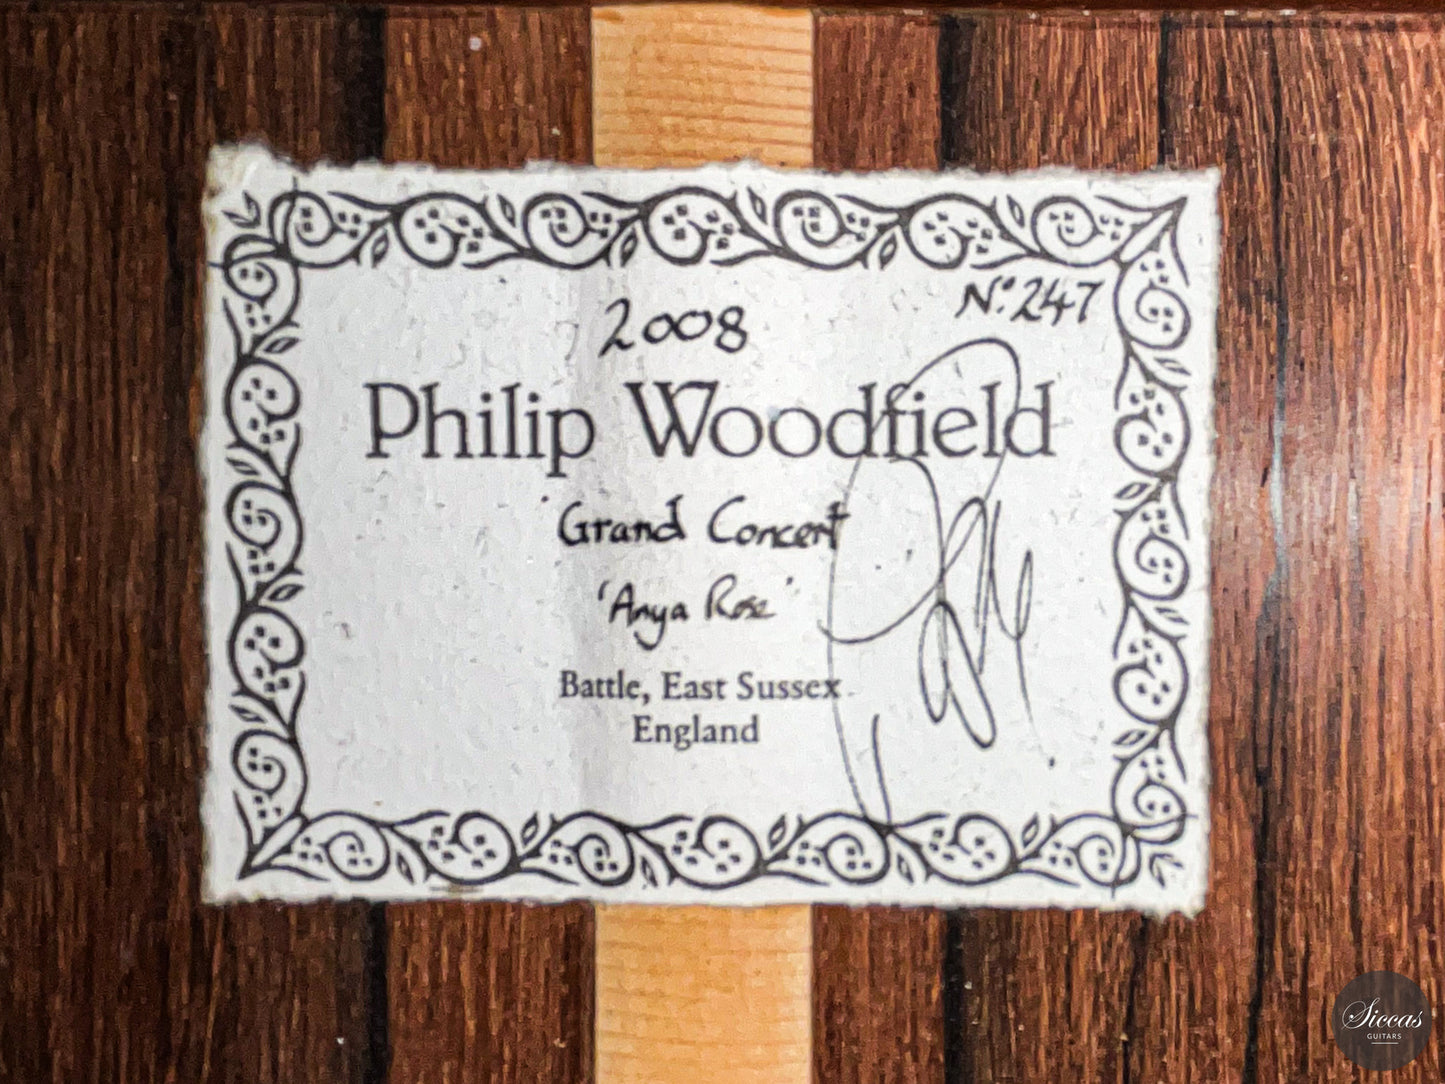 2008
N.º 247
Philip Woodfield
Grand Concert
'Anya Rose'
Battle, East Sussex
England
Siccas
GUITARS